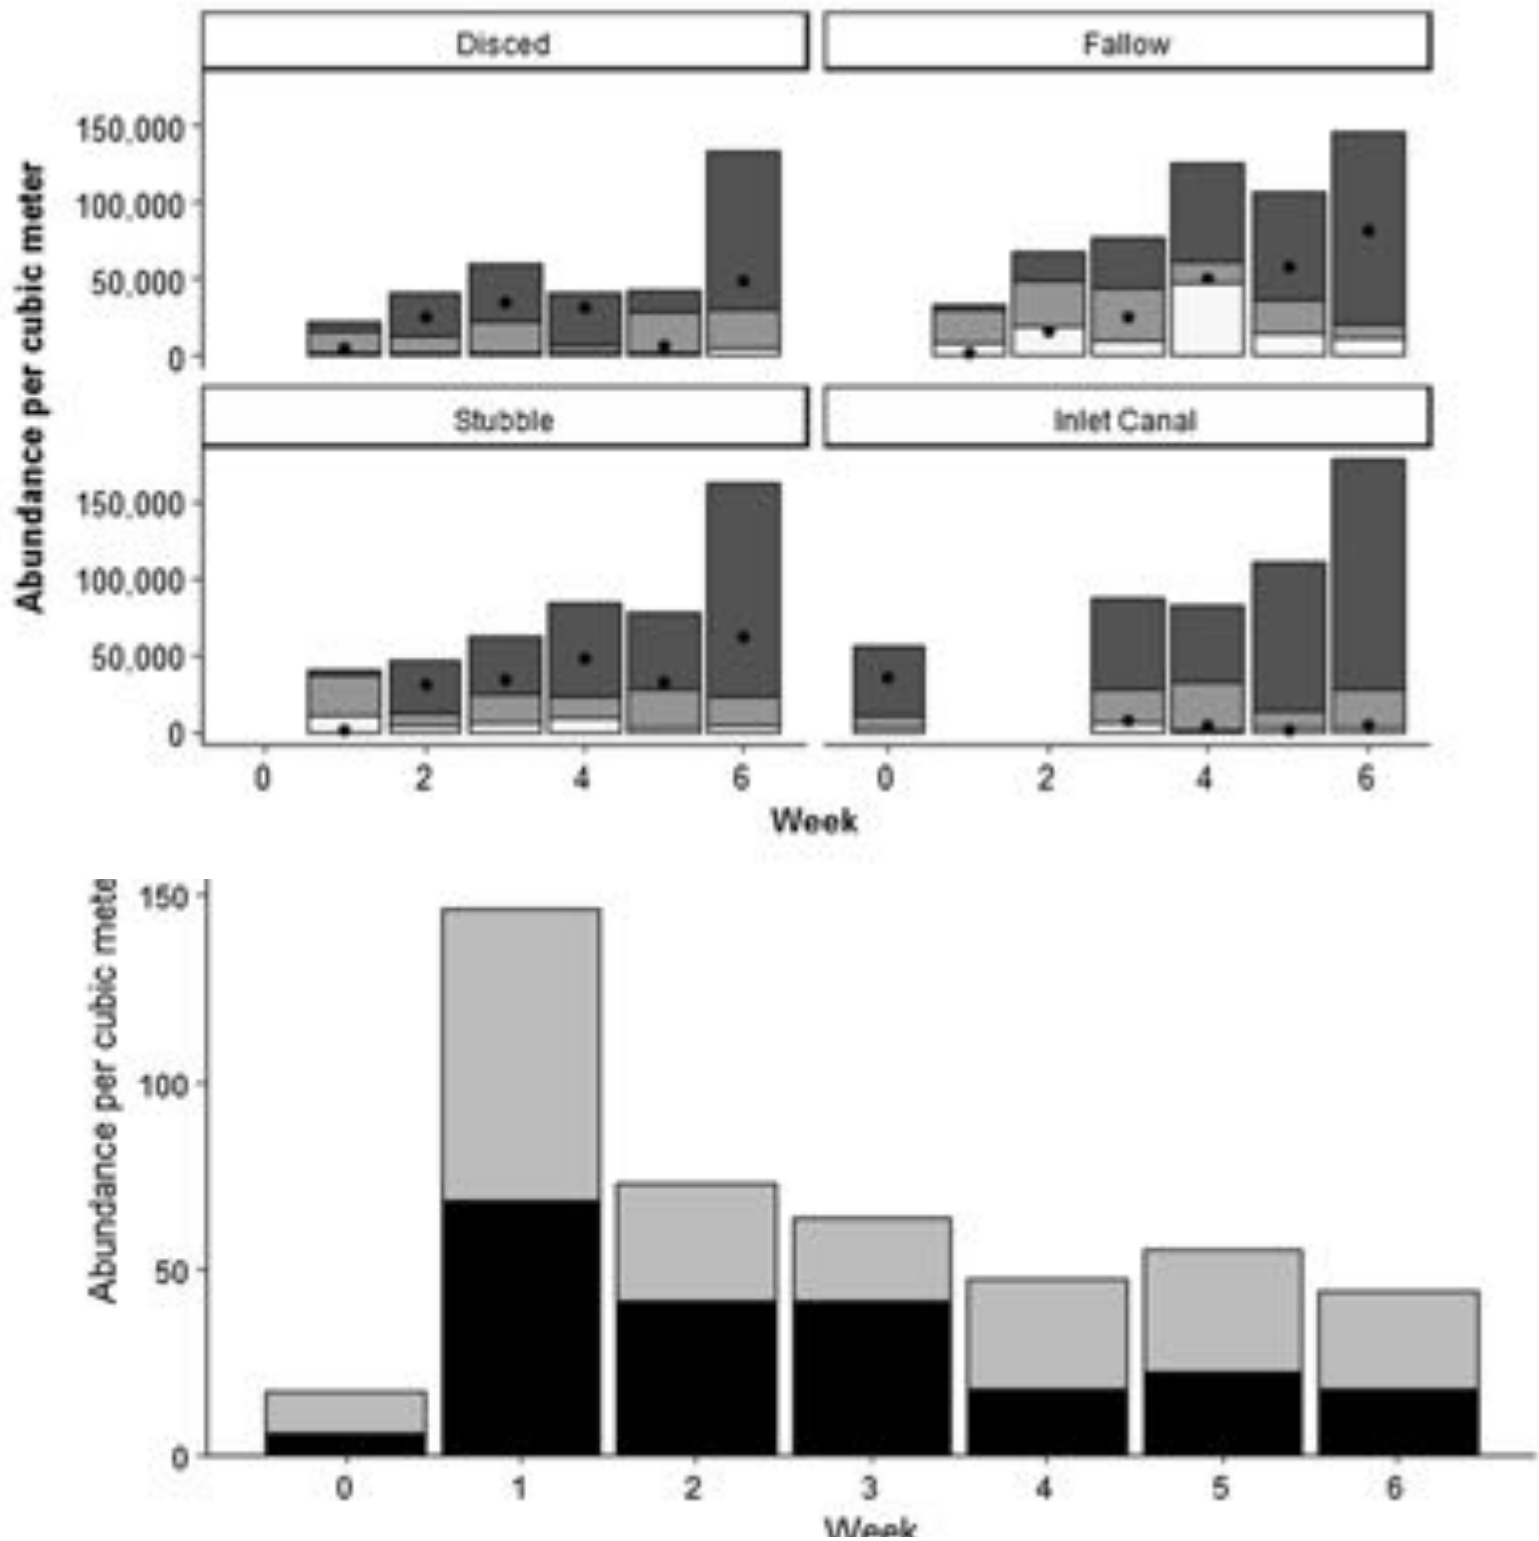 Disced Fallow
150,000
100,000
50,000
0
Stubble Inlet Canal
150,000
100,000
50,000
0
0 2 4 6 0 2 4 6
Week
Abundance per cubic meter
150
100
50
0
0 1 2 3 4 5 6
Week
Abundance per cubic mete